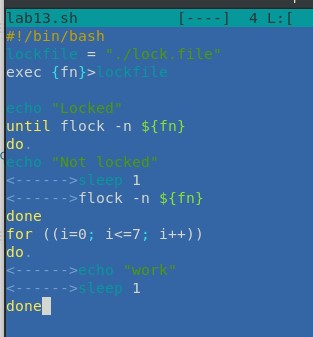 lab13.sh [----] 4 L:[
#!/bin/bash
lockfile = "./lock.file"
exec {fn}>lockfile
echo "Locked"
until flock -n ${fn}
do.
echo "Not locked"
<------>sleep 1
<------>flock -n ${fn}
done
for ((i=0; i<=7; i++))
do.
<------>echo "work"
<------>sleep 1
done